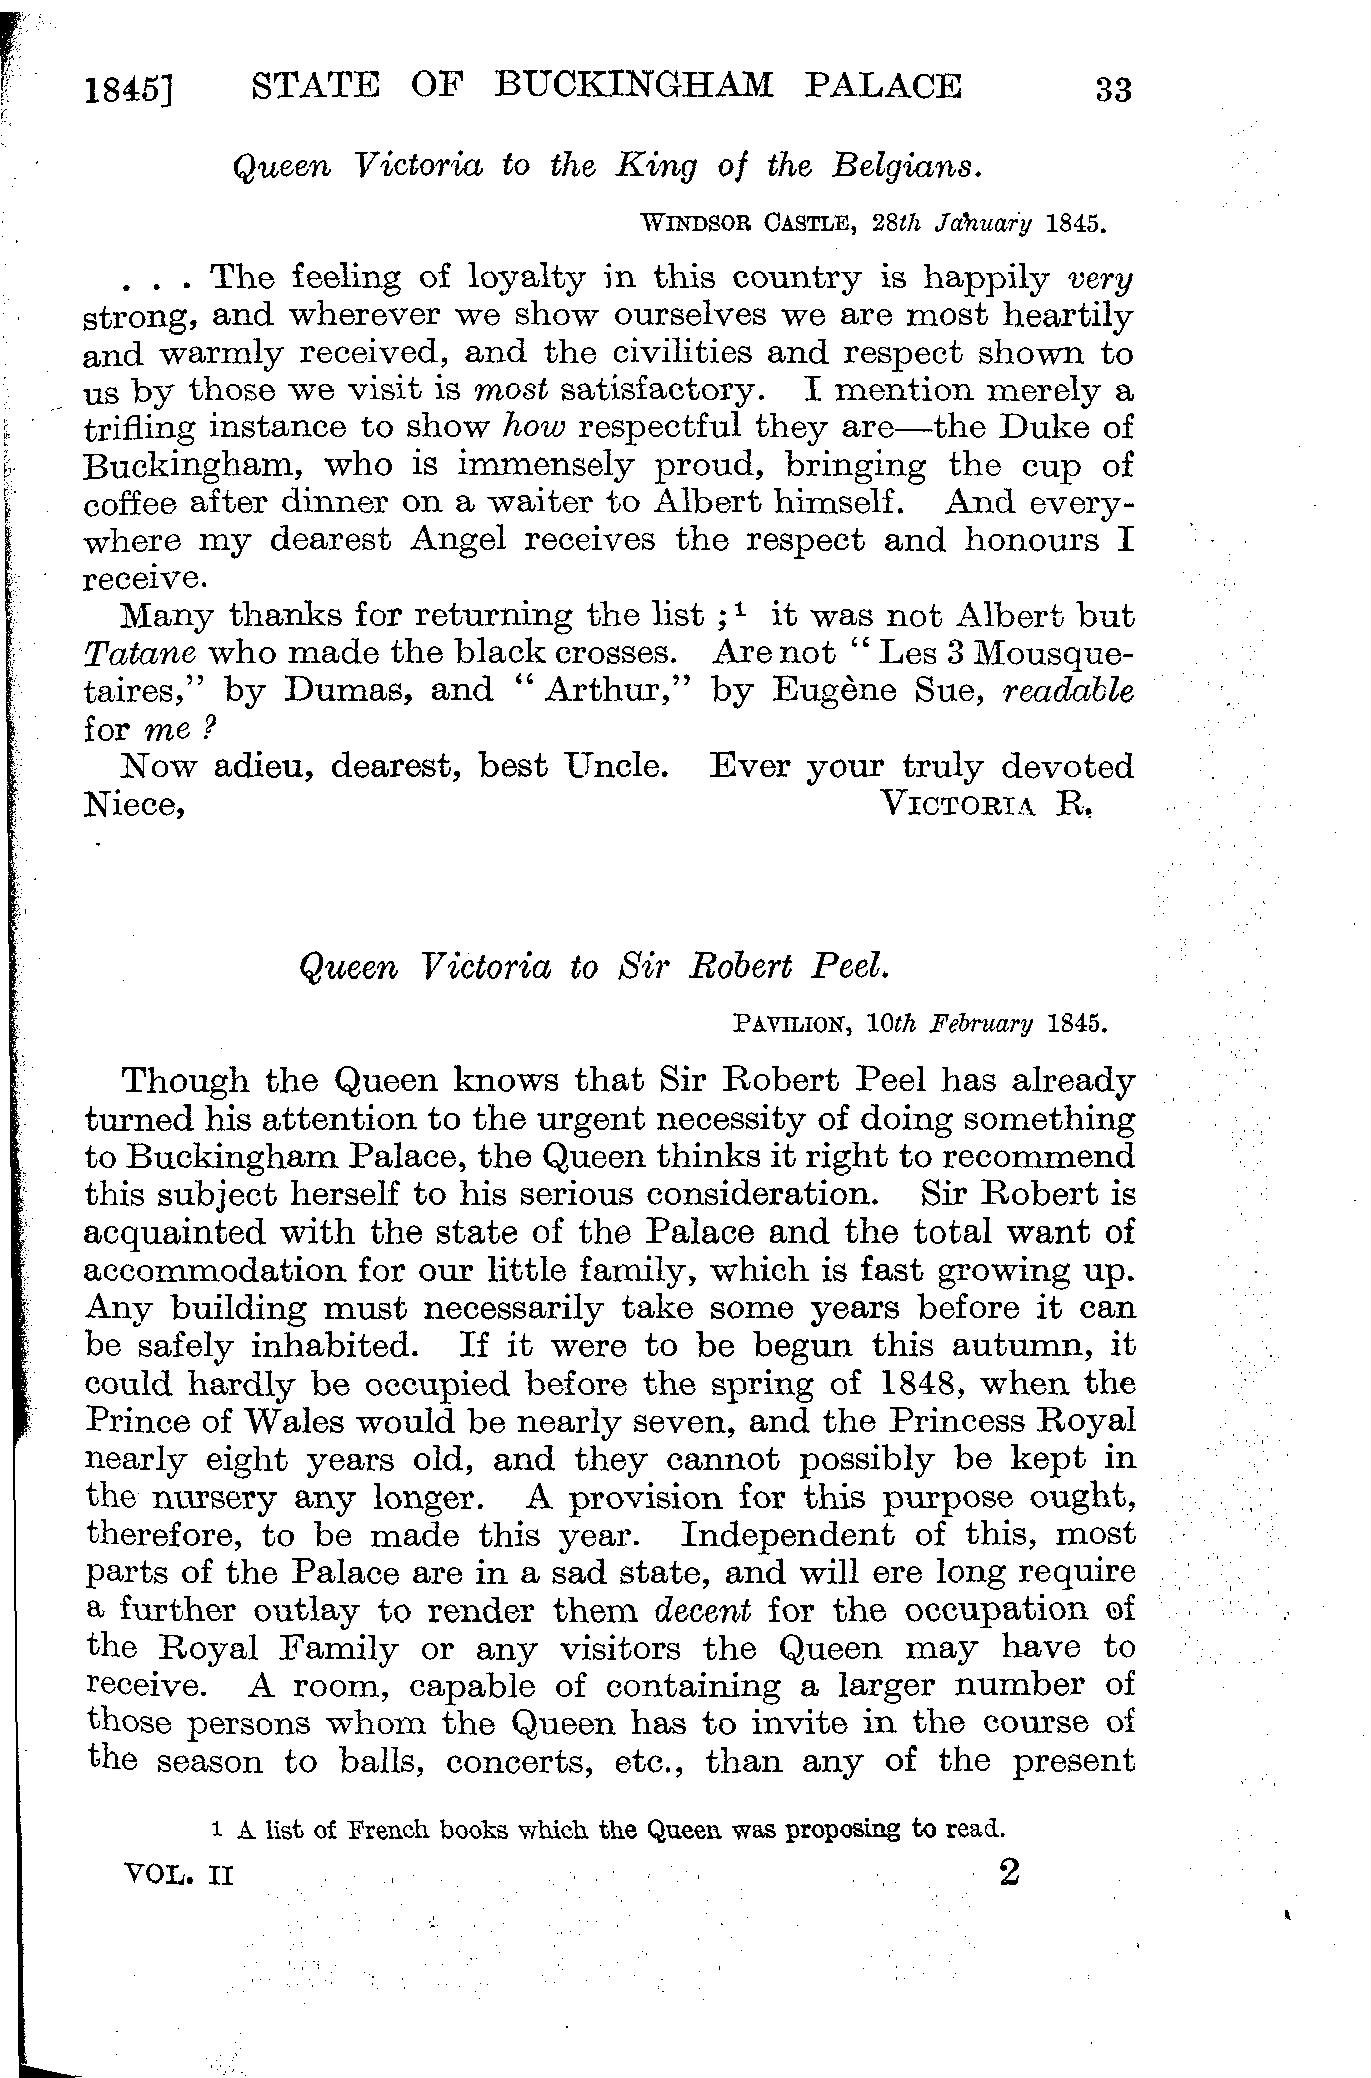 1845] STATE OF BUCKINGHAM PALACE 33
Queen Victoria to the King of the Belgians.
WINDSOR CASTLE, 28th January 1845.
. . . The feeling of loyalty in this country is happily very
strong, and wherever we show ourselves we are most heartily
and warmly received, and the civilities and respect shown to
us by those we visit is most satisfactory. I mention merely a
trifling instance to show how respectful they are—the Duke of
Buckingham, who is immensely proud, bringing the cup of
coffee after dinner on a waiter to Albert himself. And every-
where my dearest Angel receives the respect and honours I
receive.
Many thanks for returning the list ;¹ it was not Albert but
Tatane who made the black crosses. Are not “ Les 3 Mousque-
taires,” by Dumas, and “ Arthur,” by Eugène Sue, readable
for me ?
Now adieu, dearest, best Uncle. Ever your truly devoted
Niece, VICTORIA R.
Queen Victoria to Sir Robert Peel.
PAVILION, 10th February 1845.
Though the Queen knows that Sir Robert Peel has already
turned his attention to the urgent necessity of doing something
to Buckingham Palace, the Queen thinks it right to recommend
this subject herself to his serious consideration. Sir Robert is
acquainted with the state of the Palace and the total want of
accommodation for our little family, which is fast growing up.
Any building must necessarily take some years before it can
be safely inhabited. If it were to be begun this autumn, it
could hardly be occupied before the spring of 1848, when the
Prince of Wales would be nearly seven, and the Princess Royal
nearly eight years old, and they cannot possibly be kept in
the nursery any longer. A provision for this purpose ought,
therefore, to be made this year. Independent of this, most
parts of the Palace are in a sad state, and will ere long require
a further outlay to render them decent for the occupation of
the Royal Family or any visitors the Queen may have to
receive. A room, capable of containing a larger number of
those persons whom the Queen has to invite in the course of
the season to balls, concerts, etc., than any of the present
¹ A list of French books which the Queen was proposing to read.
VOL. II 2